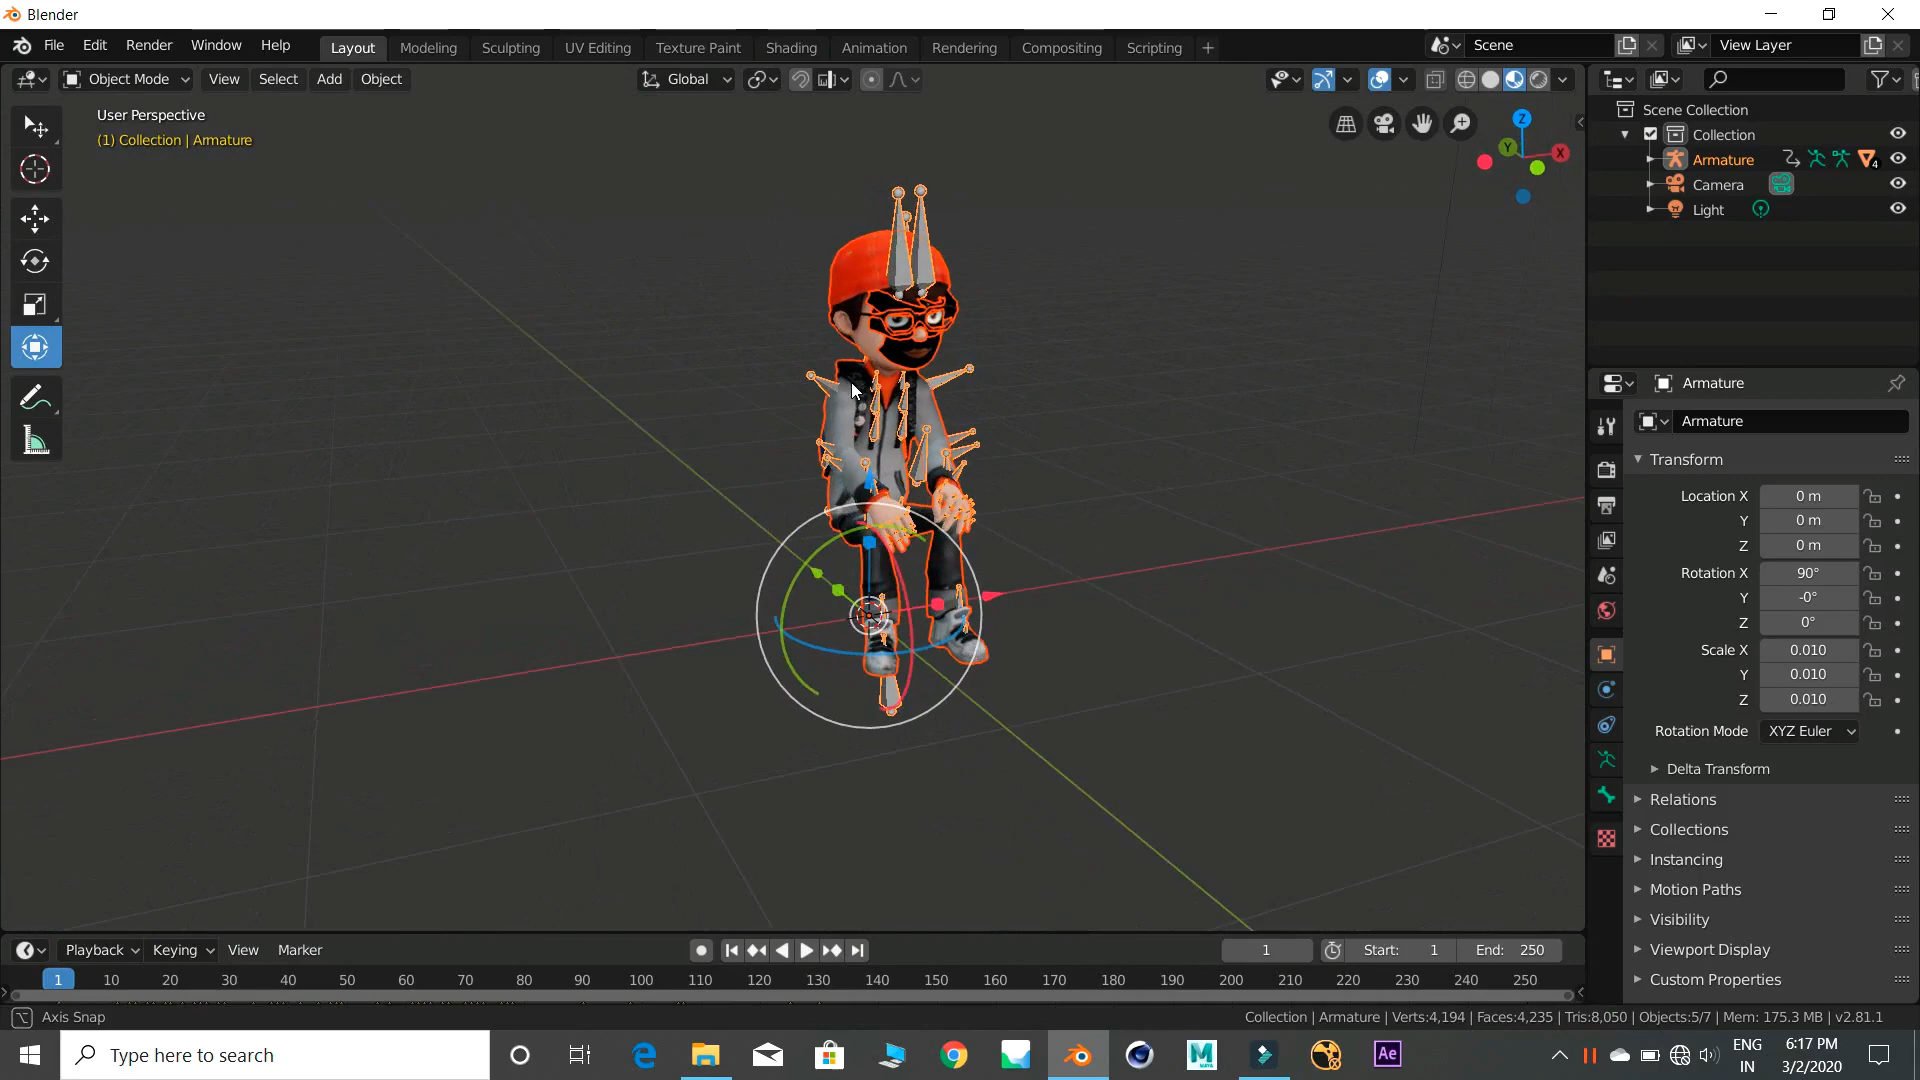 Blender
File Edit Render Window Help Layout Modeling Sculpting UV Editing Texture Paint Shading Animation Rendering Compositing Scripting + Scene View Layer
Object Mode View Select Add Object Global
User Perspective
(1) Collection | Armature
Z
Y
X
Scene Collection
Collection
Armature 4
Camera
Light
Armature
Armature
Transform
Location X 0 m
Y 0 m
Z 0 m
Rotation X 90°
Y -0°
Z 0°
Scale X 0.010
Y 0.010
Z 0.010
Rotation Mode XYZ Euler
Delta Transform
Relations
Collections
Instancing
Motion Paths
Visibility
Viewport Display
Custom Properties
Playback Keying View Marker 1 Start: 1 End: 250
1 10 20 30 40 50 60 70 80 90 100 110 120 130 140 150 160 170 180 190 200 210 220 230 240 250
Axis Snap Collection | Armature | Verts:4,194 | Faces:4,235 | Tris:8,050 | Objects:5/7 | Mem: 175.3 MB | v2.81.1
Type here to search
Ae
ENG
IN
6:17 PM
3/2/2020